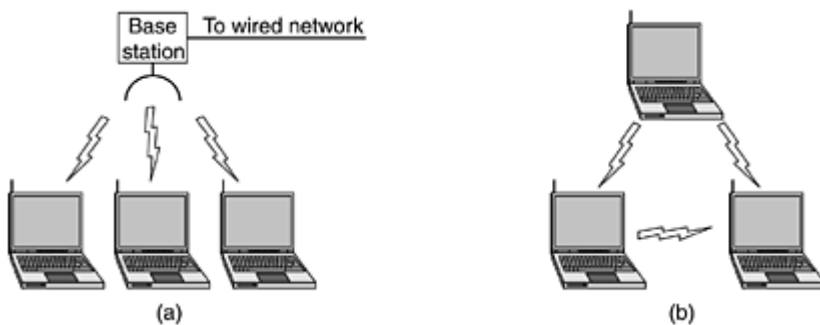 Base
station
To wired network
(a)
(b)